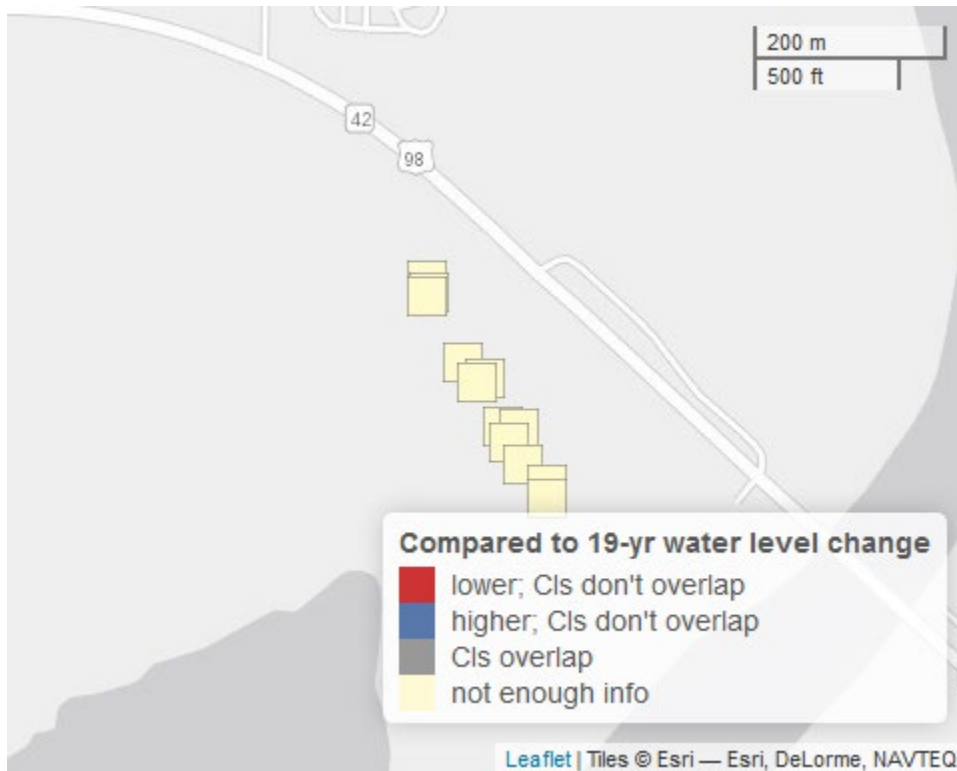 200 m
500 ft
42
98
Compared to 19-yr water level change
lower; CIs don't overlap
higher; CIs don't overlap
CIs overlap
not enough info
Leaflet | Tiles © Esri — Esri, DeLorme, NAVTEQ